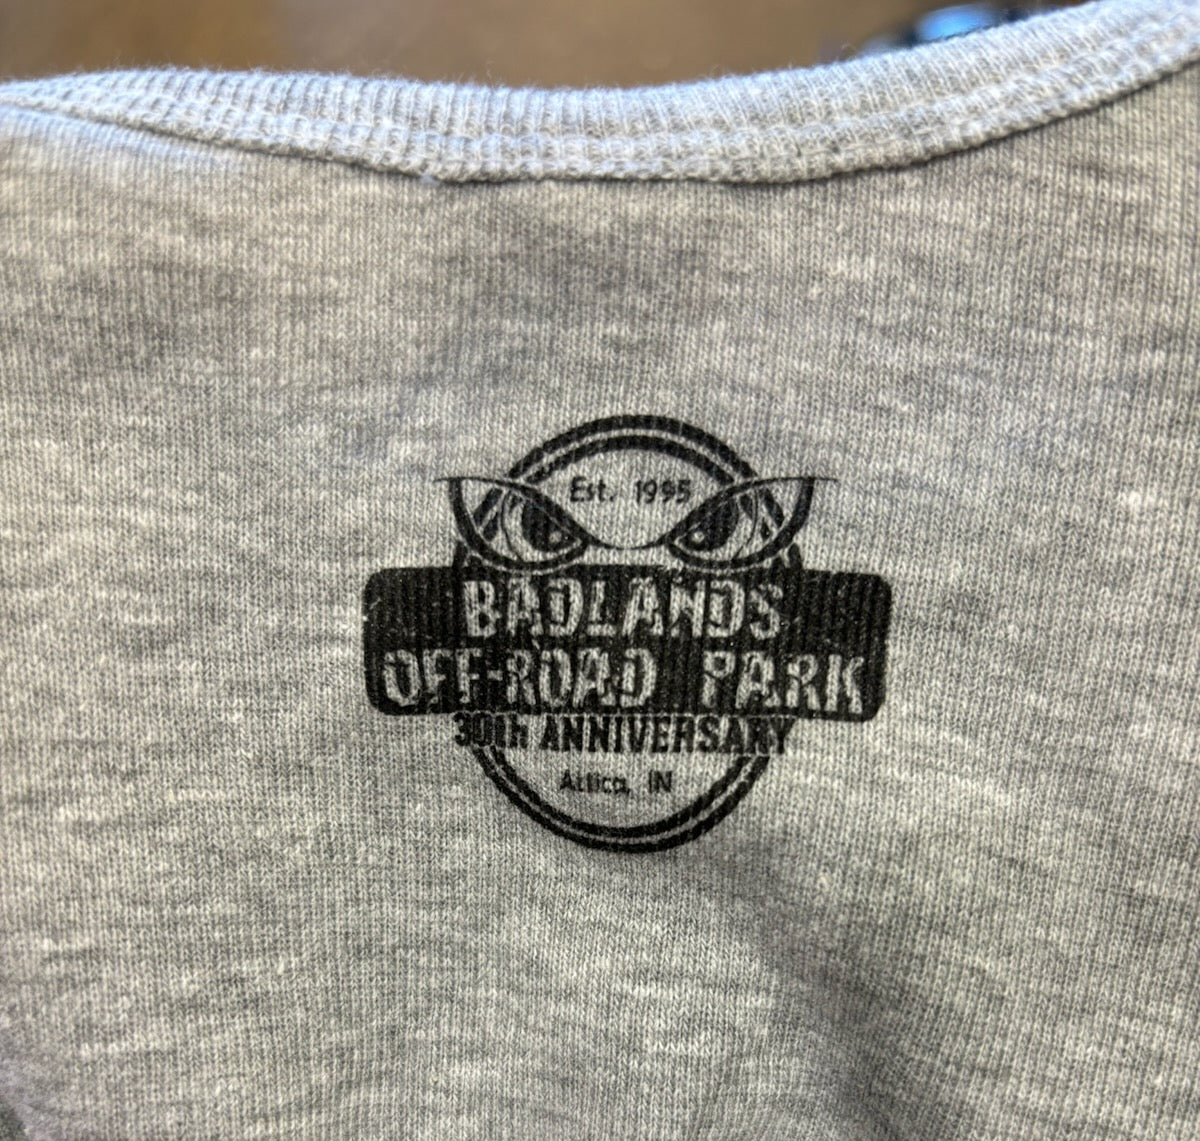 Est. 1995
BADLANDS
OFF-ROAD PARK
30th ANNIVERSARY
Attica, IN